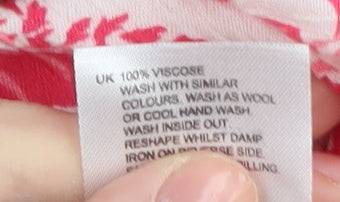 UK 100% VISCOSE
WASH WITH SIMILAR
COLOURS. WASH AS WOOL
OR COOL HAND WASH.
WASH INSIDE OUT.
RESHAPE WHILST DAMP
IRON ON REVERSE SIDE.